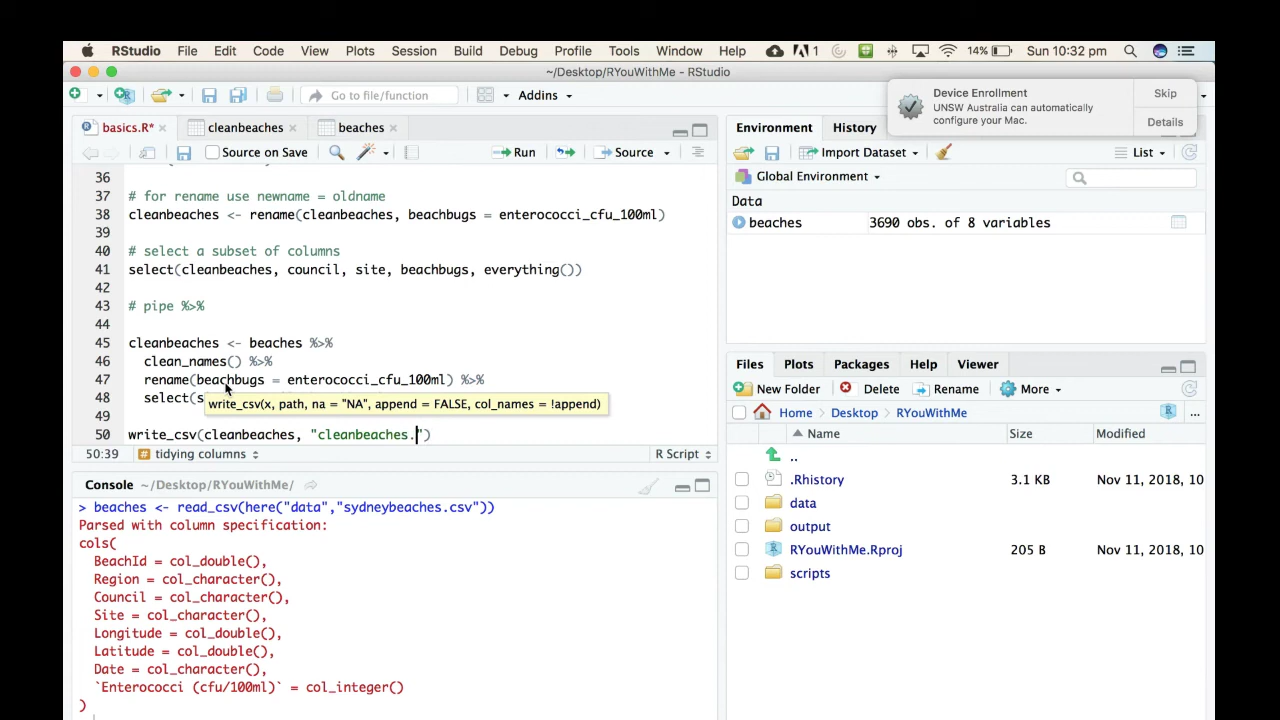 RStudio File Edit Code View Plots Session Build Debug Profile Tools Window Help 1 14% Sun 10:32 pm
~/Desktop/RYouWithMe - RStudio
Go to file/function Addins
Device Enrollment
UNSW Australia can automatically
configure your Mac.
Skip
Details
basics.R* cleanbeaches beaches
Source on Save Run Source
36
37 # for rename use newname = oldname
38 cleanbeaches <- rename(cleanbeaches, beachbugs = enterococci_cfu_100ml)
39
40 # select a subset of columns
41 select(cleanbeaches, council, site, beachbugs, everything())
42
43 # pipe %>%
44
45 cleanbeaches <- beaches %>%
46 clean_names() %>%
47 rename(beachbugs = enterococci_cfu_100ml) %>%
48 select(s
write_csv(x, path, na = "NA", append = FALSE, col_names = !append)
49
50 write_csv(cleanbeaches, "cleanbeaches.")
50:39 # tidying columns R Script
Console ~/Desktop/RYouWithMe/
> beaches <- read_csv(here("data","sydneybeaches.csv"))
Parsed with column specification:
cols(
BeachId = col_double(),
Region = col_character(),
Council = col_character(),
Site = col_character(),
Longitude = col_double(),
Latitude = col_double(),
Date = col_character(),
`Enterococci (cfu/100ml)` = col_integer()
)
Environment History
Import Dataset List
Global Environment
Data
beaches 3690 obs. of 8 variables
Files Plots Packages Help Viewer
New Folder Delete Rename More
Home Desktop RYouWithMe ...
Name Size Modified
..
.Rhistory 3.1 KB Nov 11, 2018, 10
data
output
RYouWithMe.Rproj 205 B Nov 11, 2018, 10
scripts